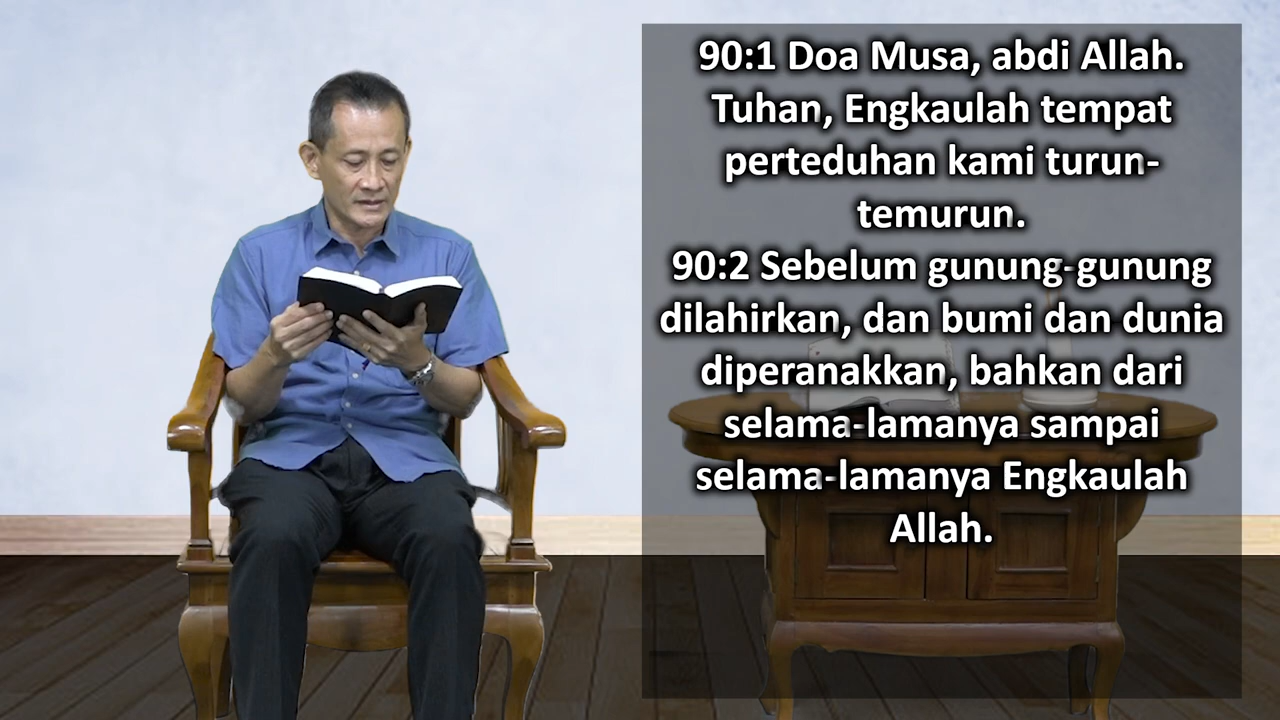 90:1 Doa Musa, abdi Allah.
Tuhan, Engkaulah tempat
perteduhan kami turun-
temurun.
90:2 Sebelum gunung-gunung
dilahirkan, dan bumi dan dunia
diperanakkan, bahkan dari
selama-lamanya sampai
selama-lamanya Engkaulah
Allah.